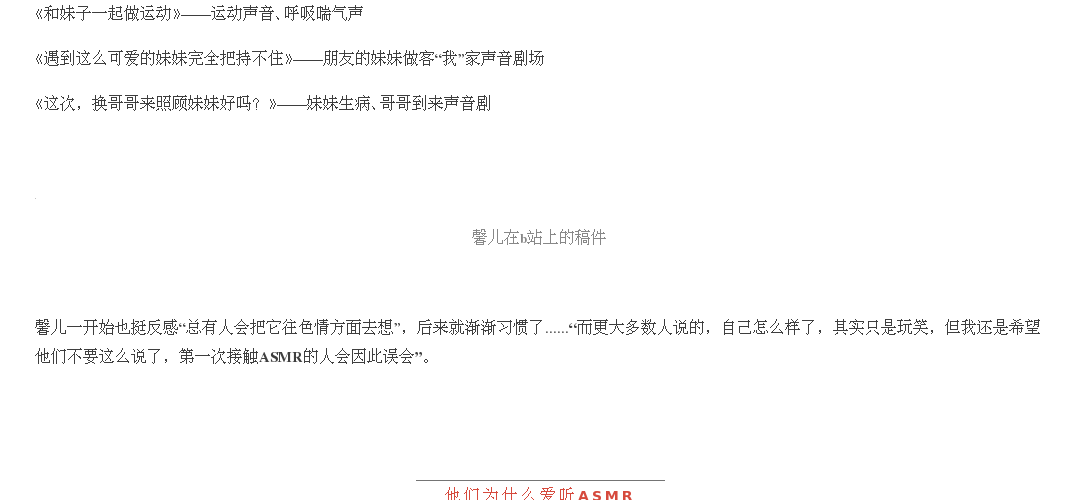 《和妹子一起做运动》——运动声音、呼吸喘气声
《遇到这么可爱的妹妹完全把持不住》——朋友的妹妹做客“我”家声音剧场
《这次，换哥哥来照顾妹妹好吗？》——妹妹生病、哥哥到来声音剧
馨儿在b站上的稿件
馨儿一开始也挺反感“总有人会把它往色情方面去想”，后来就渐渐习惯了......“而更大多数人说的，自己怎么样了，其实只是玩笑，但我还是希望
他们不要这么说了，第一次接触ASMR的人会因此误会”。
他们为什么爱听ASMR